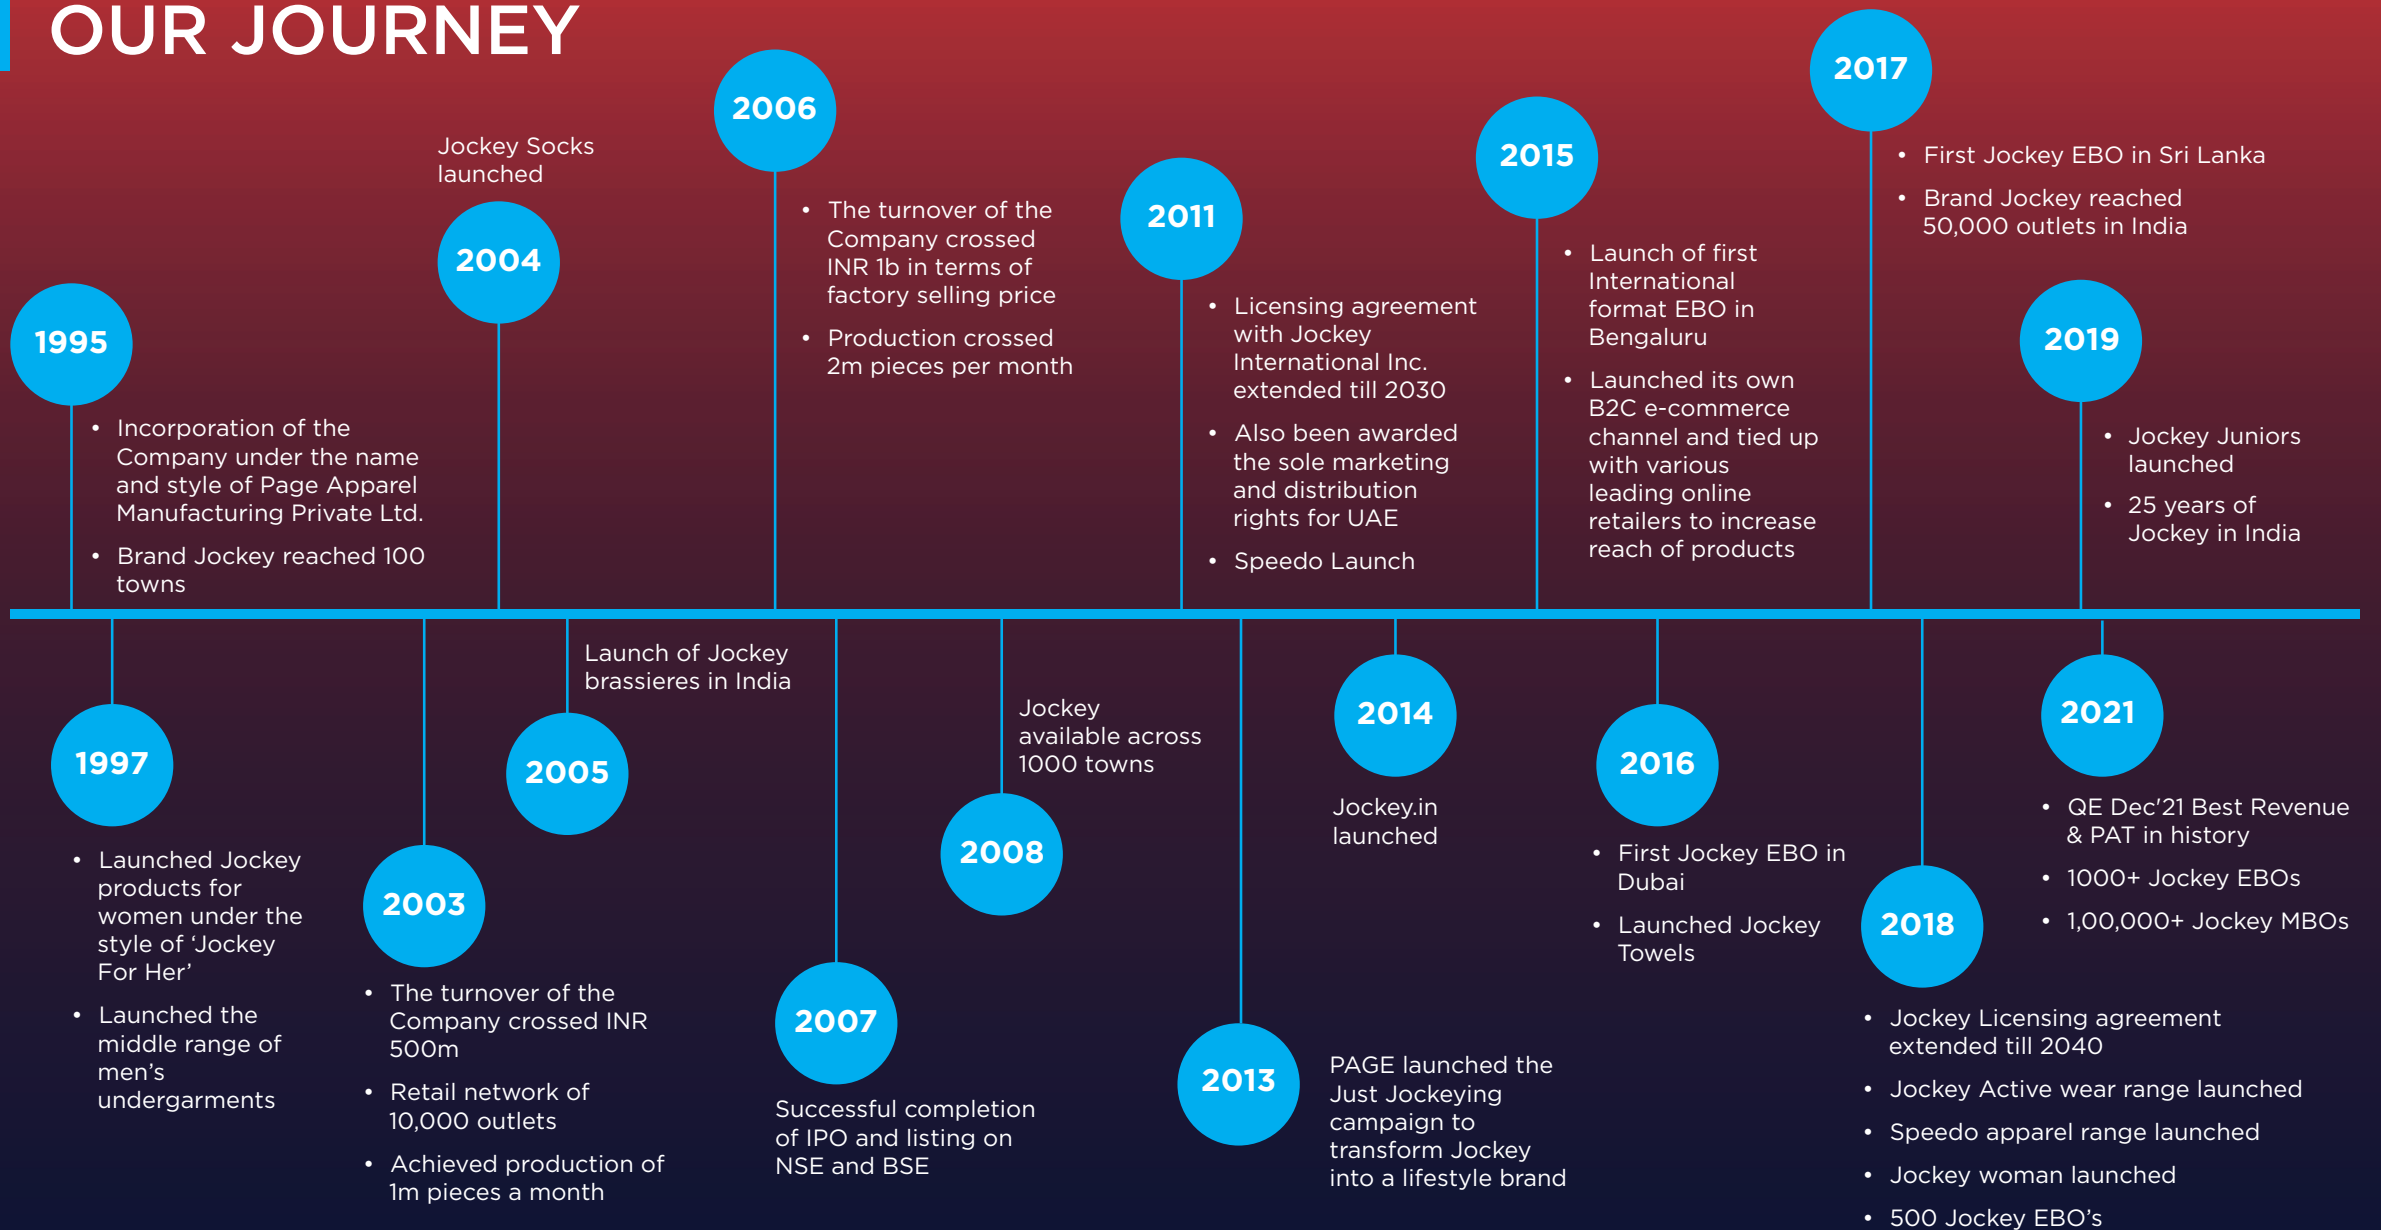 OUR JOURNEY
1995
• Incorporation of the
Company under the name
and style of Page Apparel
Manufacturing Private Ltd.
• Brand Jockey reached 100
towns
1997
• Launched Jockey
products for
women under the
style of ‘Jockey
For Her’
• Launched the
middle range of
men’s
undergarments
2003
• The turnover of the
Company crossed INR
500m
• Retail network of
10,000 outlets
• Achieved production of
1m pieces a month
Jockey Socks
launched
2004
Launch of Jockey
brassieres in India
2005
2006
• The turnover of the
Company crossed
INR 1b in terms of
factory selling price
• Production crossed
2m pieces per month
2007
Successful completion
of IPO and listing on
NSE and BSE
Jockey
available across
1000 towns
2008
2011
• Licensing agreement
with Jockey
International Inc.
extended till 2030
• Also been awarded
the sole marketing
and distribution
rights for UAE
• Speedo Launch
2013
PAGE launched the
Just Jockeying
campaign to
transform Jockey
into a lifestyle brand
2014
Jockey.in
launched
2015
• Launch of first
International
format EBO in
Bengaluru
• Launched its own
B2C e-commerce
channel and tied up
with various
leading online
retailers to increase
reach of products
2016
• First Jockey EBO in
Dubai
• Launched Jockey
Towels
2017
• First Jockey EBO in Sri Lanka
• Brand Jockey reached
50,000 outlets in India
2018
• Jockey Licensing agreement
extended till 2040
• Jockey Active wear range launched
• Speedo apparel range launched
• Jockey woman launched
• 500 Jockey EBO’s
2019
• Jockey Juniors
launched
• 25 years of
Jockey in India
2021
• QE Dec'21 Best Revenue
& PAT in history
• 1000+ Jockey EBOs
• 1,00,000+ Jockey MBOs